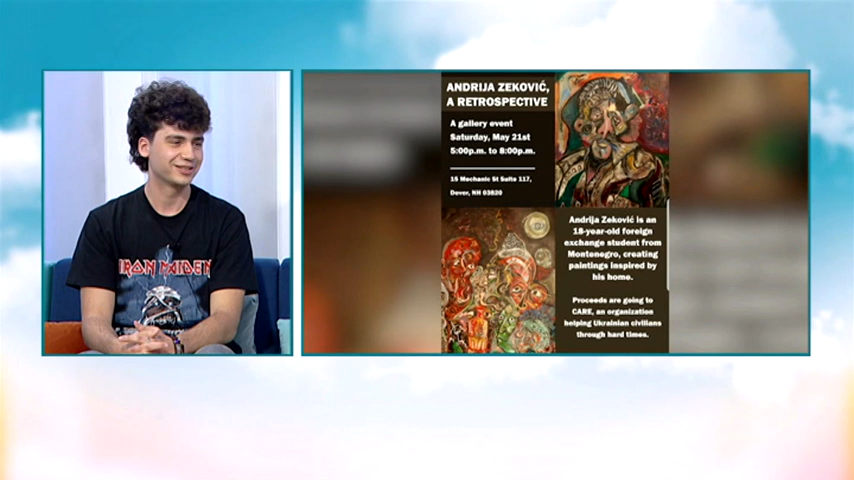 IRON MAIDEN
ANDRIJA ZEKOVIĆ,
A RETROSPECTIVE
A gallery event
Saturday, May 21st
5:00p.m. to 8:00p.m.
15 Mechanic St Suite 117,
Dover, NH 03820
Andrija Zeković is an
18-year-old foreign
exchange student from
Montenegro, creating
paintings inspired by
his home.
Proceeds are going to
CARE, an organization
helping Ukrainian civilians
through hard times.